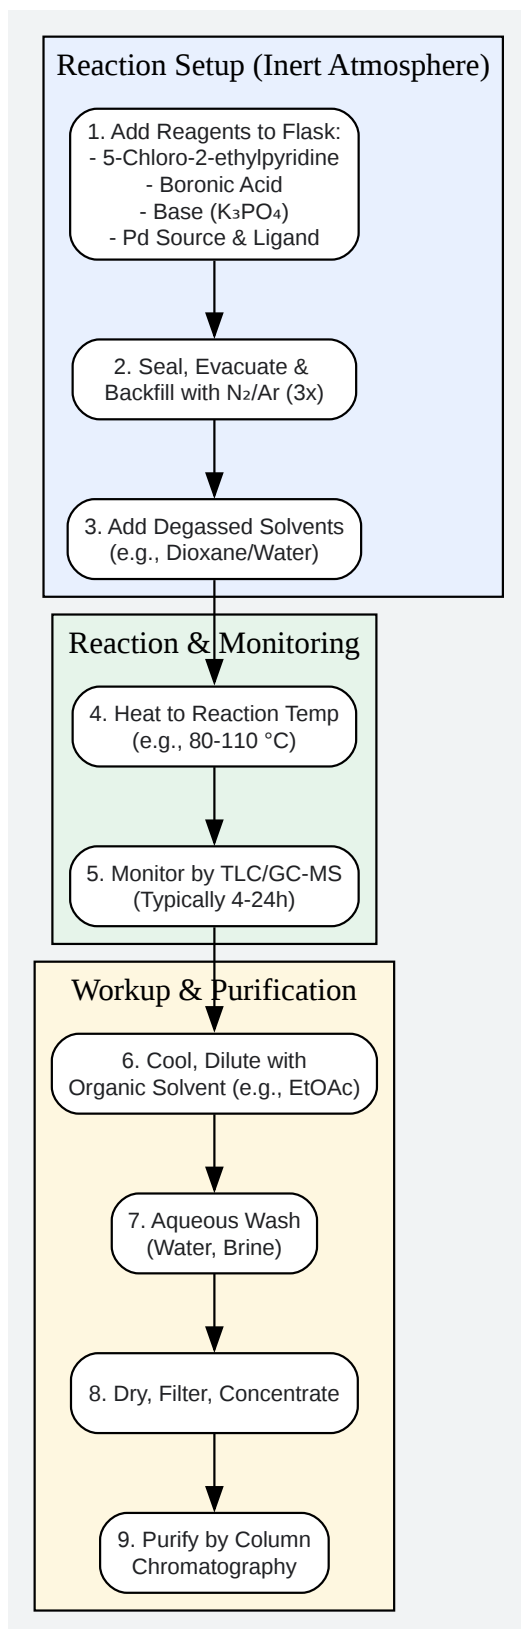 Reaction Setup (Inert Atmosphere)
1. Add Reagents to Flask:
- 5-Chloro-2-ethylpyridine
- Boronic Acid
- Base (K₃PO₄)
- Pd Source & Ligand
2. Seal, Evacuate &
Backfill with N₂/Ar (3x)
3. Add Degassed Solvents
(e.g., Dioxane/Water)
Reaction & Monitoring
4. Heat to Reaction Temp
(e.g., 80-110 °C)
5. Monitor by TLC/GC-MS
(Typically 4-24h)
Workup & Purification
6. Cool, Dilute with
Organic Solvent (e.g., EtOAc)
7. Aqueous Wash
(Water, Brine)
8. Dry, Filter, Concentrate
9. Purify by Column
Chromatography